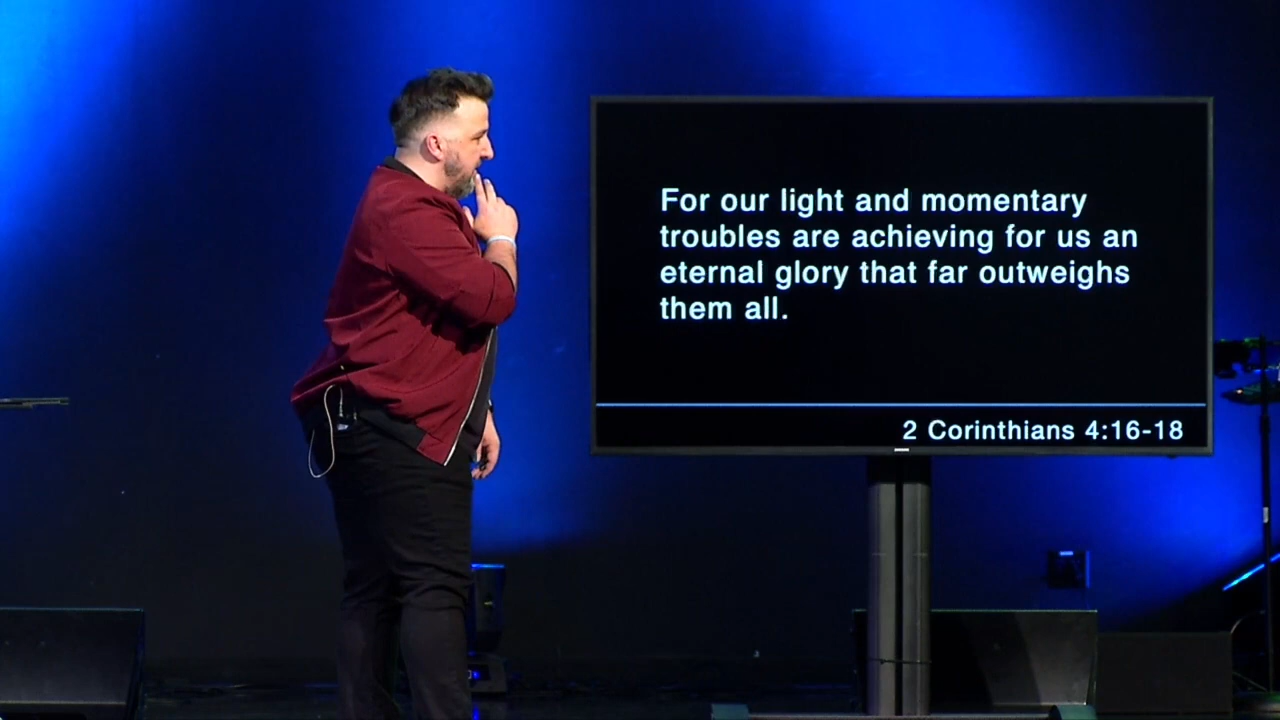 For our light and momentary
troubles are achieving for us an
eternal glory that far outweighs
them all.
2 Corinthians 4:16-18